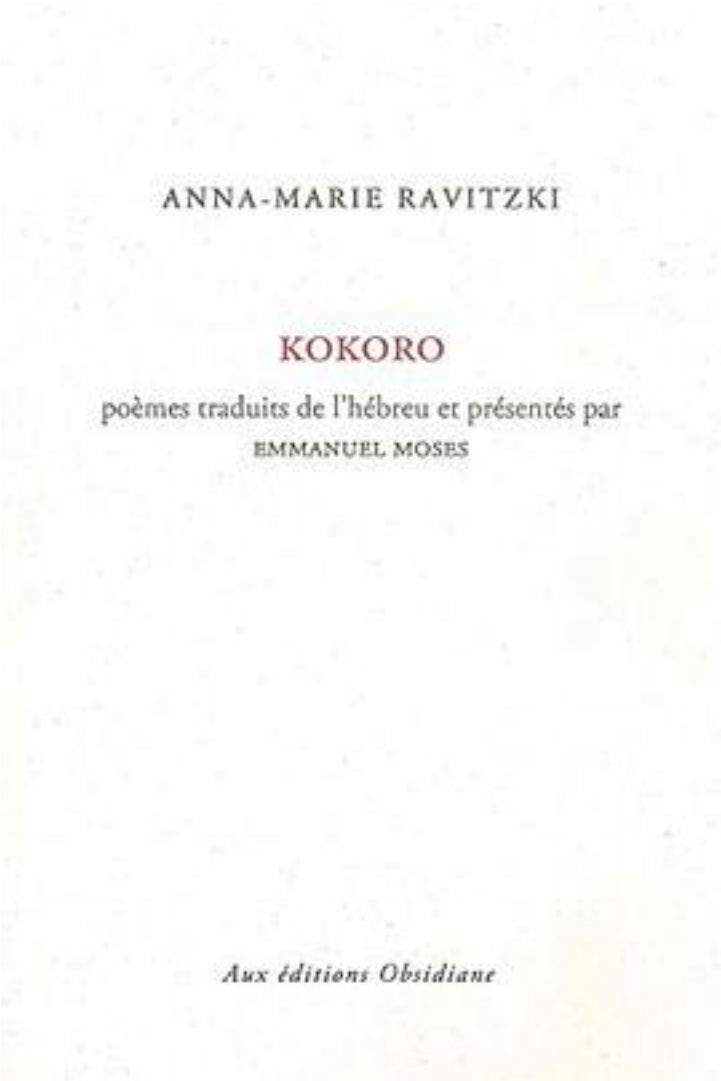 ANNA-MARIE RAVITZKI
KOKORO
poèmes traduits de l'hébreu et présentés par
EMMANUEL MOSES
Aux éditions Obsidiane